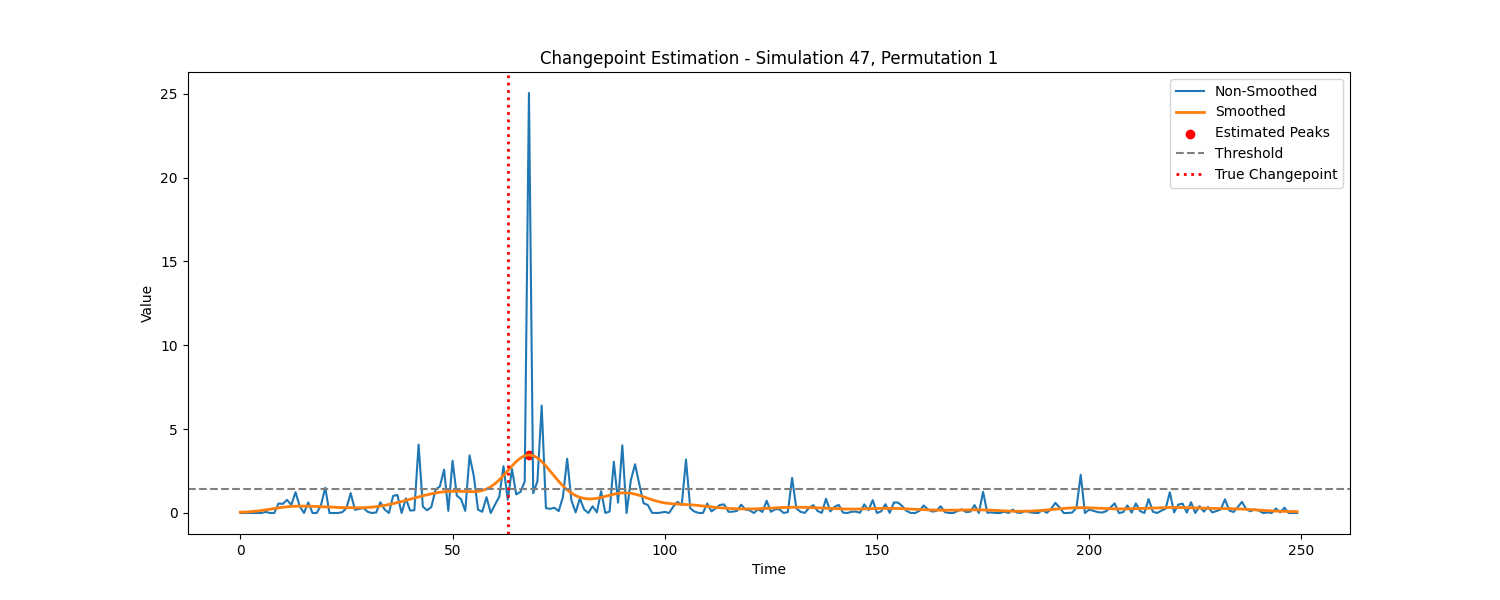 Changepoint Estimation - Simulation 47, Permutation 1
25
20
15
10
5
0
Value
0
50
100
150
200
250
Time
Non-Smoothed
Smoothed
Estimated Peaks
Threshold
True Changepoint